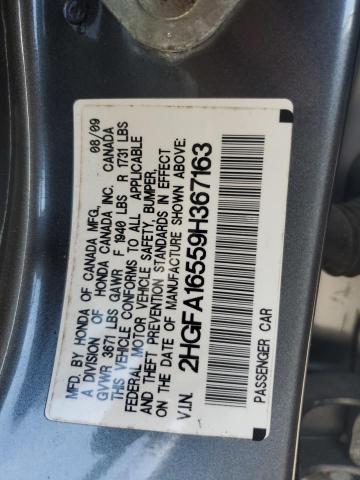 MFD. BY HONDA OF CANADA MFG. 08/09
A DIVISION OF HONDA CANADA INC. CANADA
GVWR 3671 LBS GAWR F 1940 LBS R 1731 LBS
THIS VEHICLE CONFORMS TO ALL APPLICABLE
FEDERAL MOTOR VEHICLE SAFETY, BUMPER,
AND THEFT PREVENTION STANDARDS IN EFFECT
ON THE DATE OF MANUFACTURE SHOWN ABOVE.
V.I.N. 2HGFA16559H367163
PASSENGER CAR